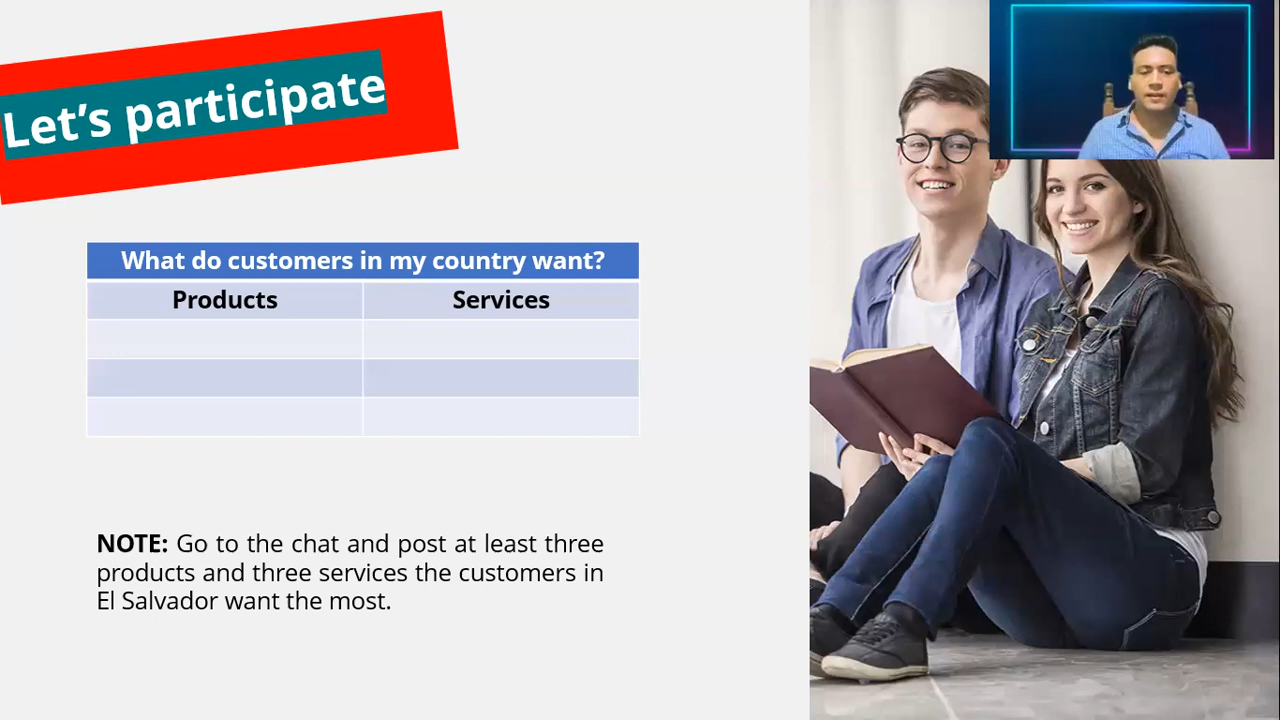 Let’s participate
What do customers in my country want?
Products Services
NOTE: Go to the chat and post at least three
products and three services the customers in
El Salvador want the most.